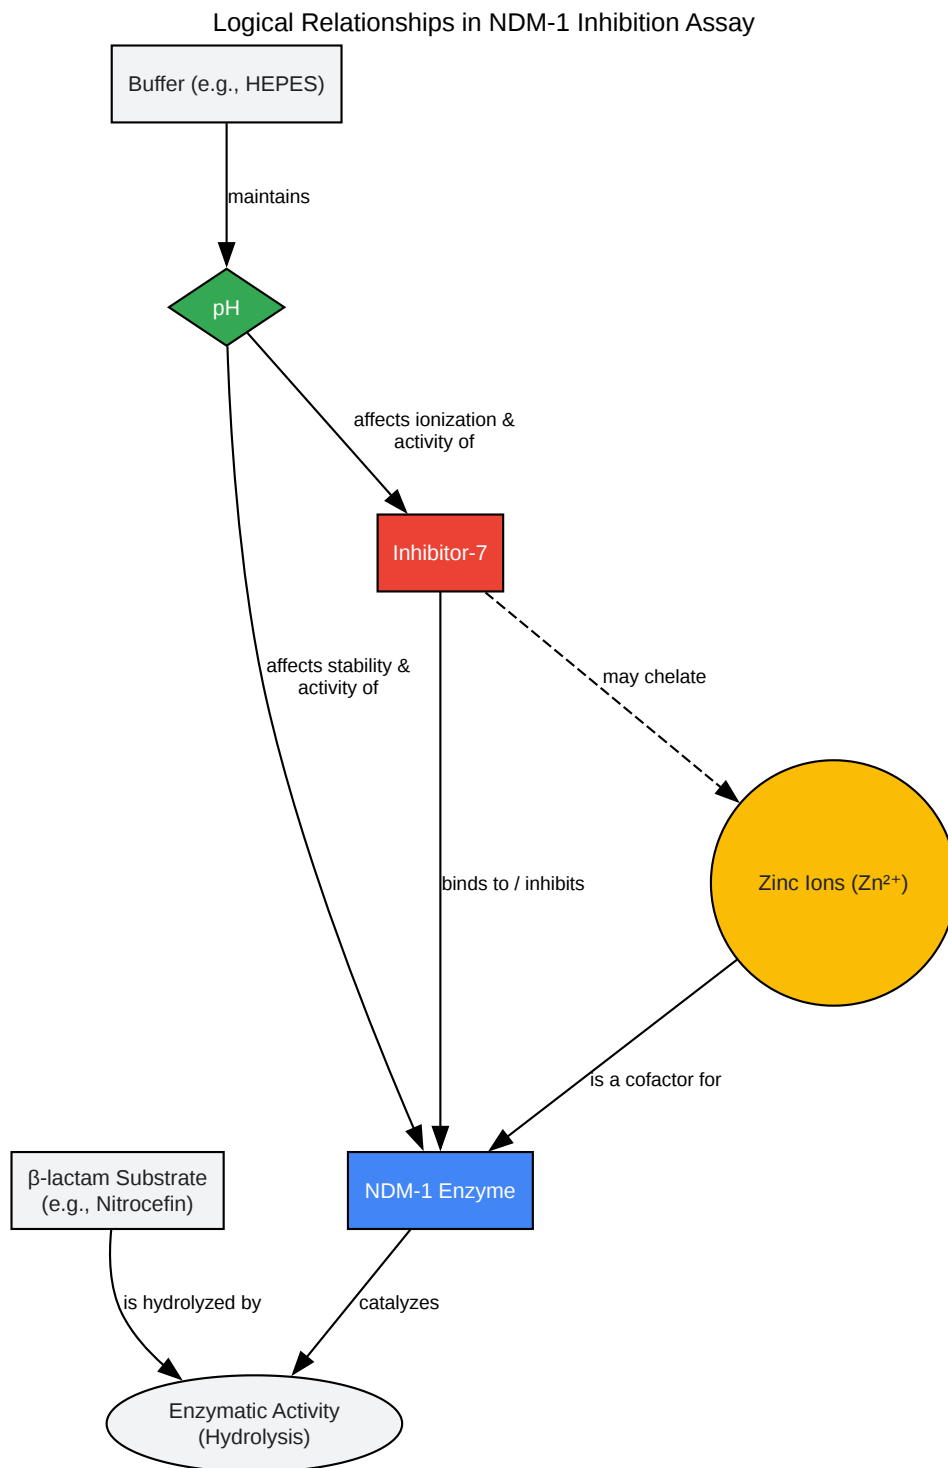 Logical Relationships in NDM-1 Inhibition Assay
Buffer (e.g., HEPES)
maintains
pH
affects ionization &
activity of
Inhibitor-7
affects stability &
activity of
may chelate
binds to / inhibits
Zinc Ions (Zn²⁺)
is a cofactor for
β-lactam Substrate
(e.g., Nitrocefin)
NDM-1 Enzyme
is hydrolyzed by
catalyzes
Enzymatic Activity
(Hydrolysis)